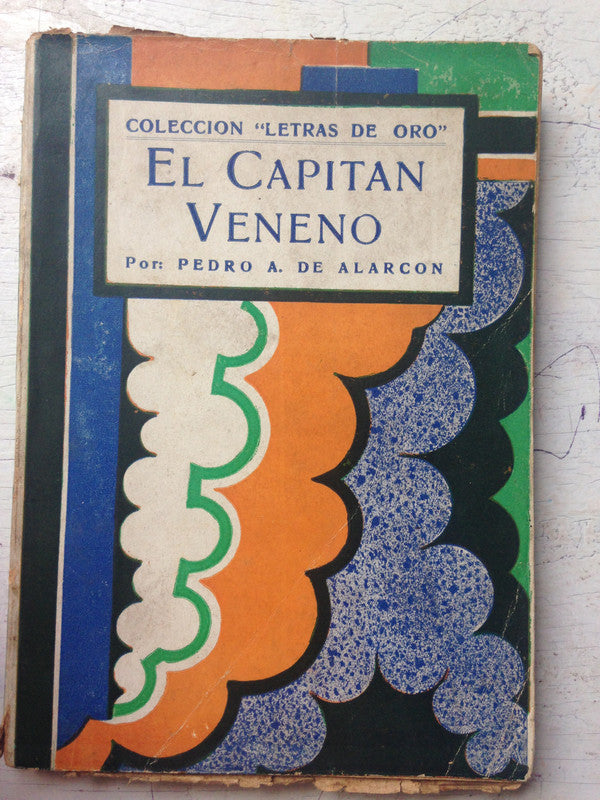 COLECCION “LETRAS DE ORO”
EL CAPITAN
VENENO
Por: PEDRO A. DE ALARCON